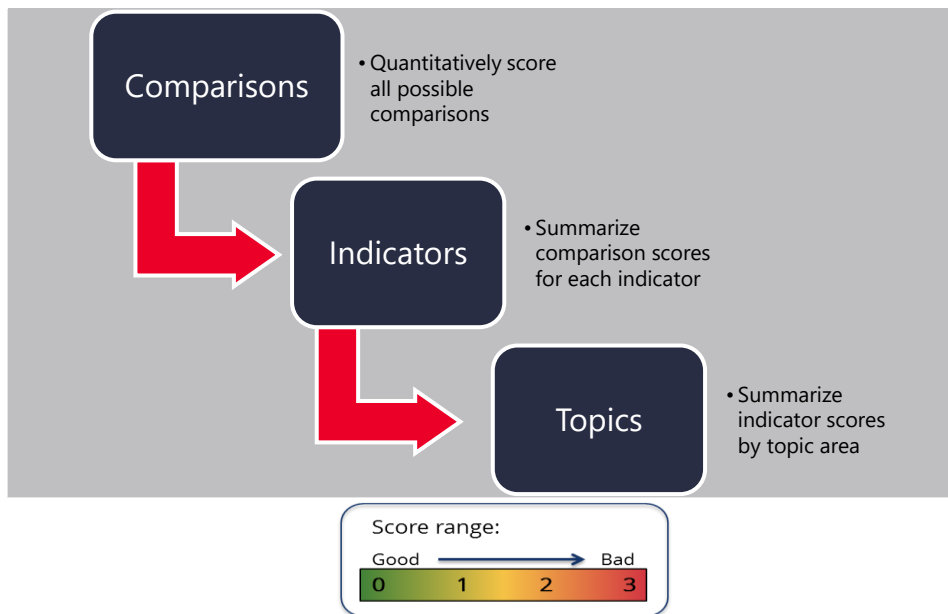 Comparisons
• Quantitatively score
all possible
comparisons
Indicators
• Summarize
comparison scores
for each indicator
Topics
• Summarize
indicator scores
by topic area
Score range:
Good Bad
0 1 2 3